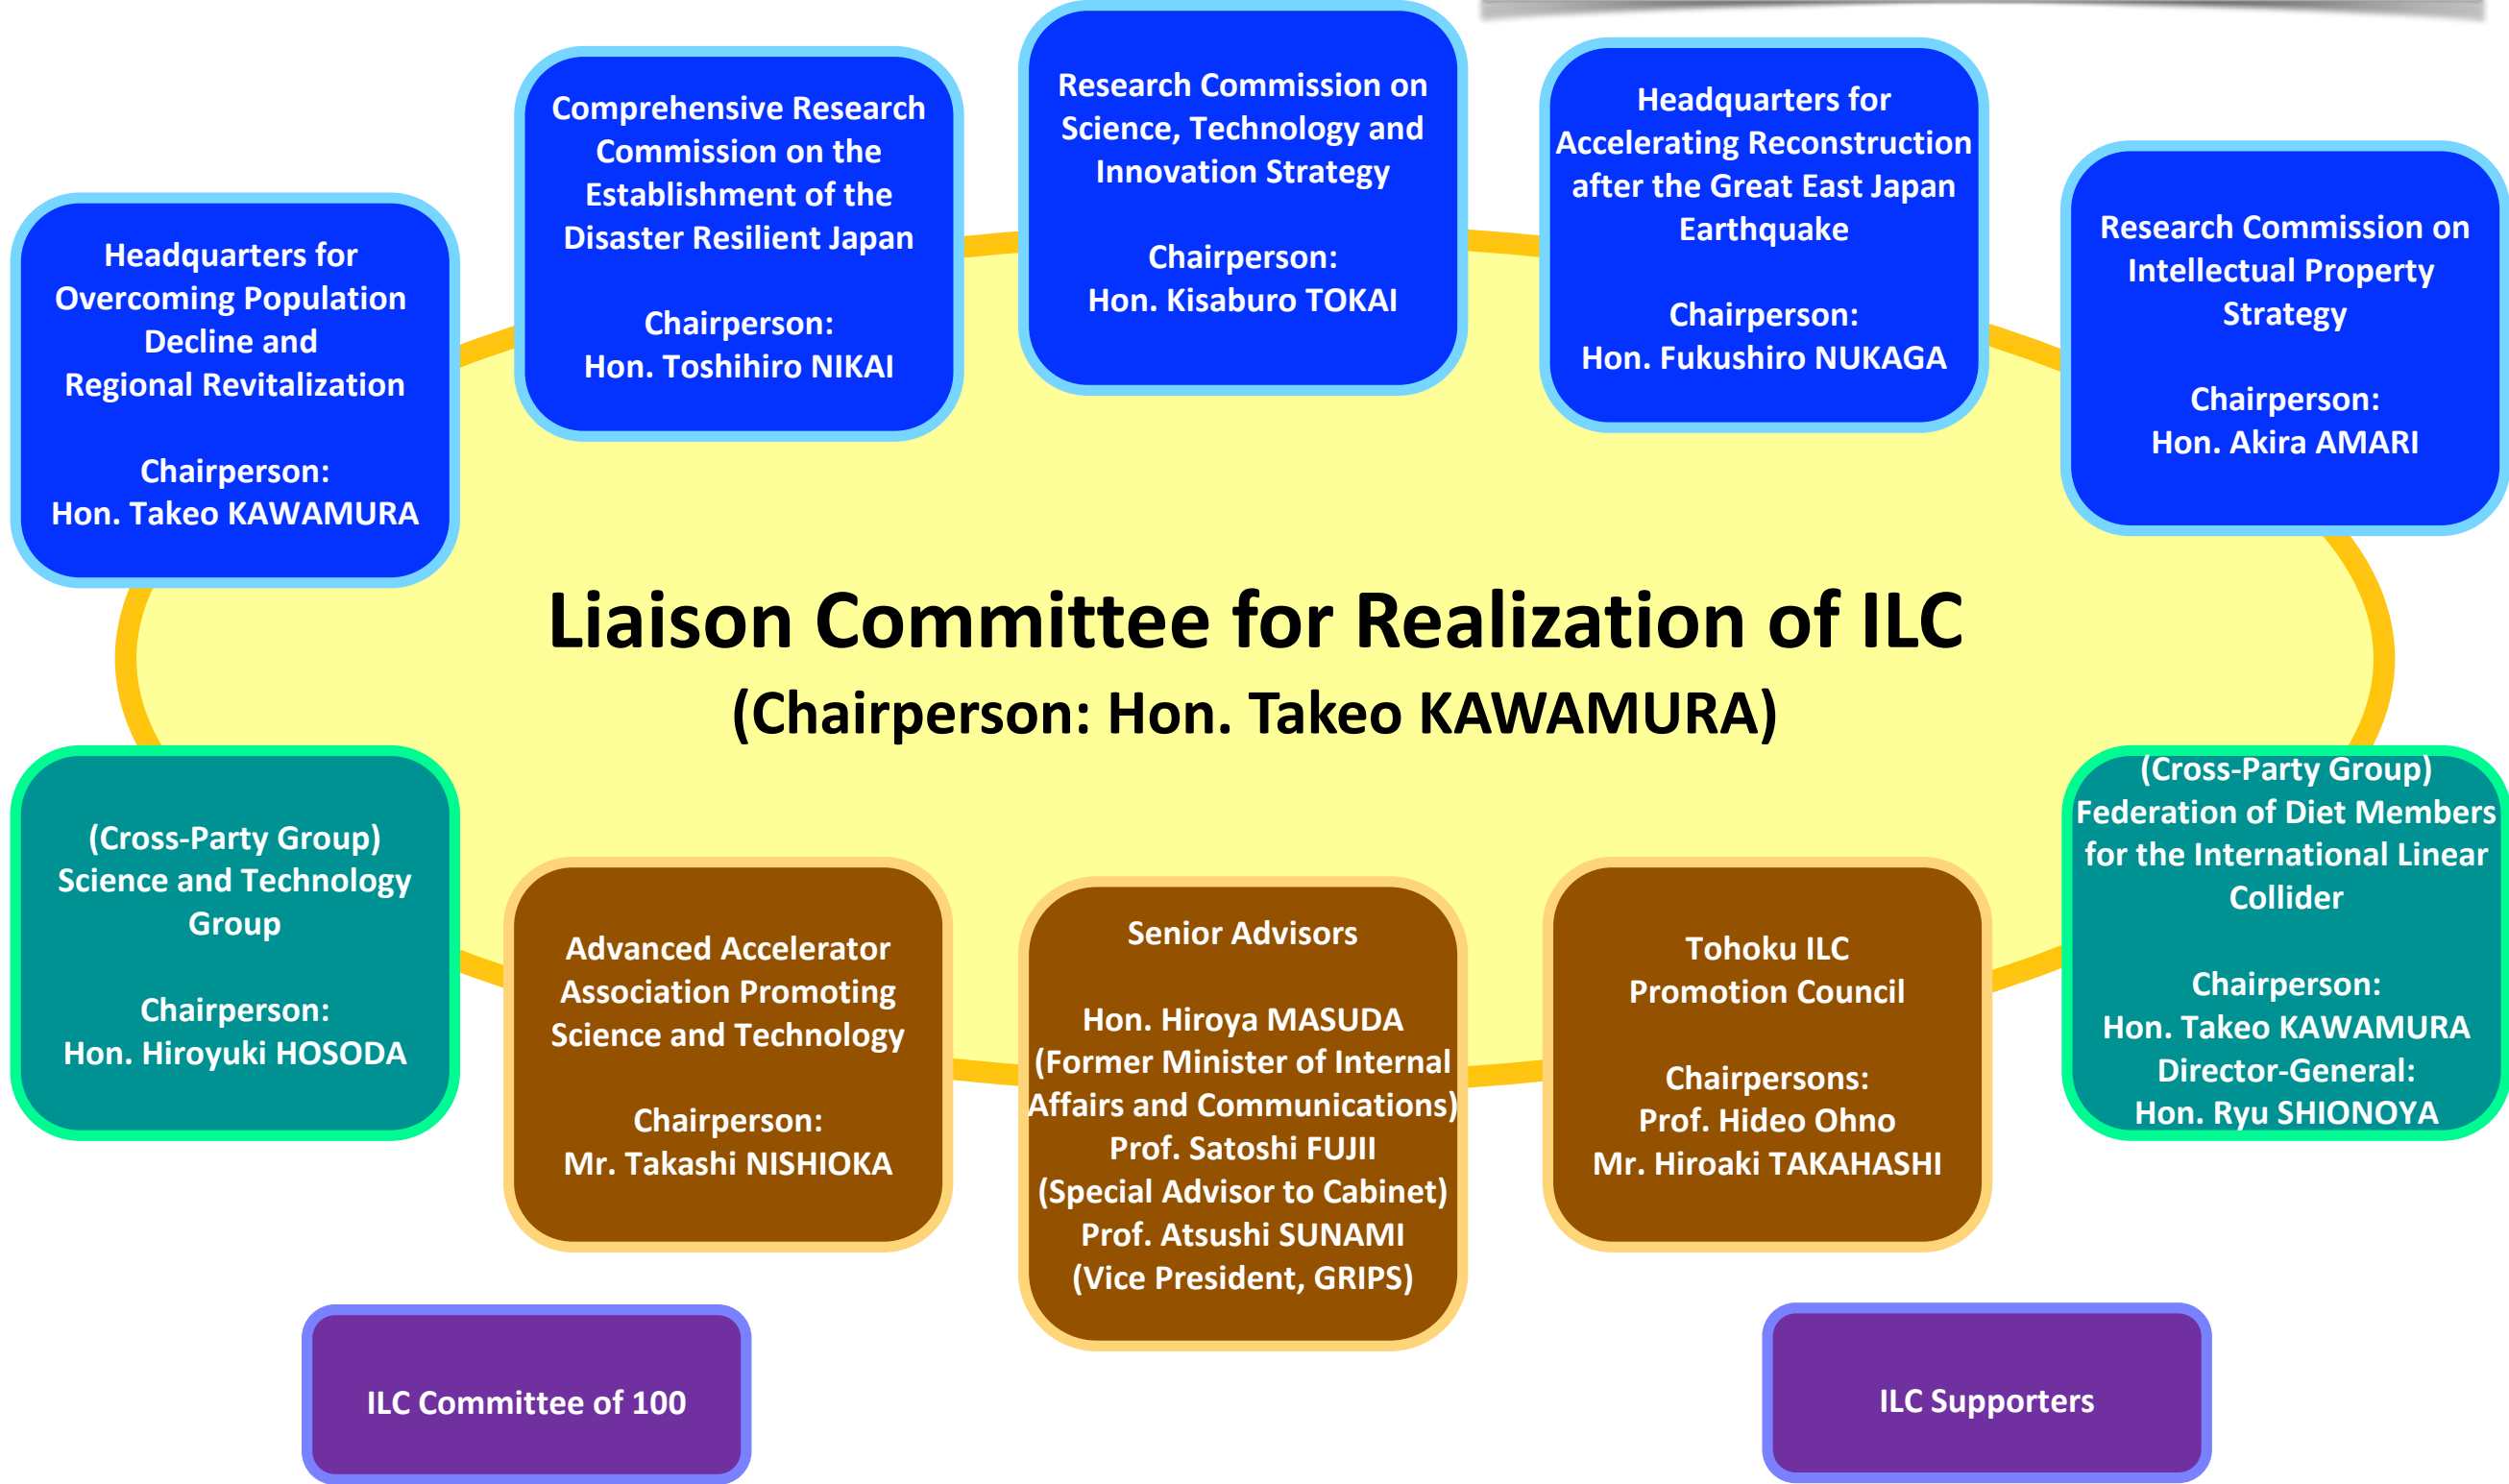 Headquarters for
Overcoming Population
Decline and
Regional Revitalization
Chairperson:
Hon. Takeo KAWAMURA
Comprehensive Research
Commission on the
Establishment of the
Disaster Resilient Japan
Chairperson:
Hon. Toshihiro NIKAI
Research Commission on
Science, Technology and
Innovation Strategy
Chairperson:
Hon. Kisaburo TOKAI
Headquarters for
Accelerating Reconstruction
after the Great East Japan
Earthquake
Chairperson:
Hon. Fukushiro NUKAGA
Research Commission on
Intellectual Property
Strategy
Chairperson:
Hon. Akira AMARI
Liaison Committee for Realization of ILC
(Chairperson: Hon. Takeo KAWAMURA)
(Cross-Party Group)
Science and Technology
Group
Chairperson:
Hon. Hiroyuki HOSODA
Advanced Accelerator
Association Promoting
Science and Technology
Chairperson:
Mr. Takashi NISHIOKA
Senior Advisors
Hon. Hiroya MASUDA
(Former Minister of Internal
Affairs and Communications)
Prof. Satoshi FUJII
(Special Advisor to Cabinet)
Prof. Atsushi SUNAMI
(Vice President, GRIPS)
Tohoku ILC
Promotion Council
Chairpersons:
Prof. Hideo Ohno
Mr. Hiroaki TAKAHASHI
(Cross-Party Group)
Federation of Diet Members
for the International Linear
Collider
Chairperson:
Hon. Takeo KAWAMURA
Director-General:
Hon. Ryu SHIONOYA
ILC Committee of 100
ILC Supporters